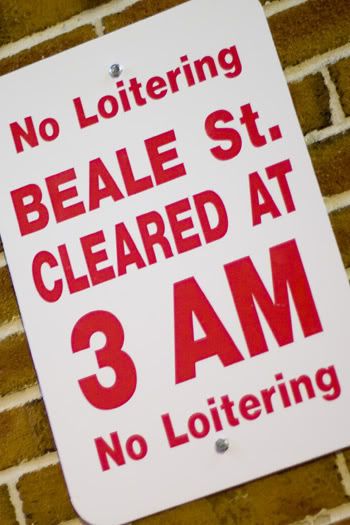 No Loitering
BEALE St.
CLEARED AT
3 AM
No Loitering